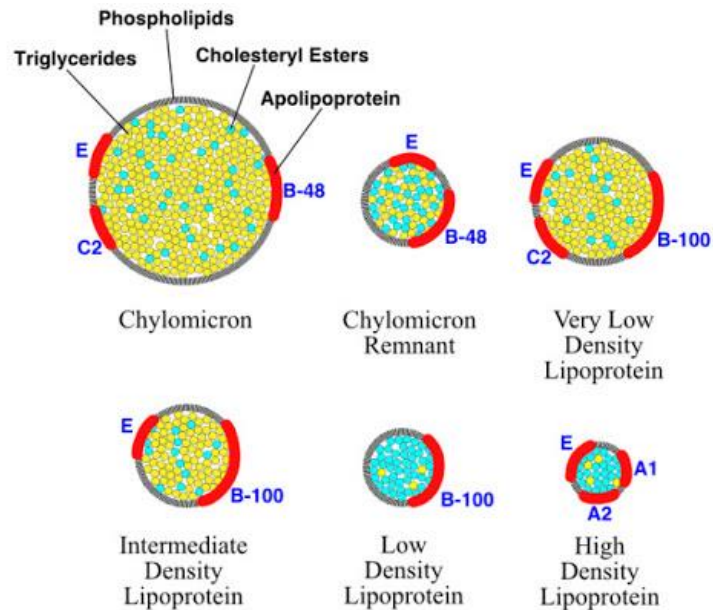 Phospholipids
Triglycerides
Cholesteryl Esters
Apolipoprotein
E
B-48
C2
Chylomicron
E
B-48
Chylomicron
Remnant
E
C2
B-100
Very Low
Density
Lipoprotein
E
B-100
Intermediate
Density
Lipoprotein
B-100
Low
Density
Lipoprotein
E
A1
A2
High
Density
Lipoprotein